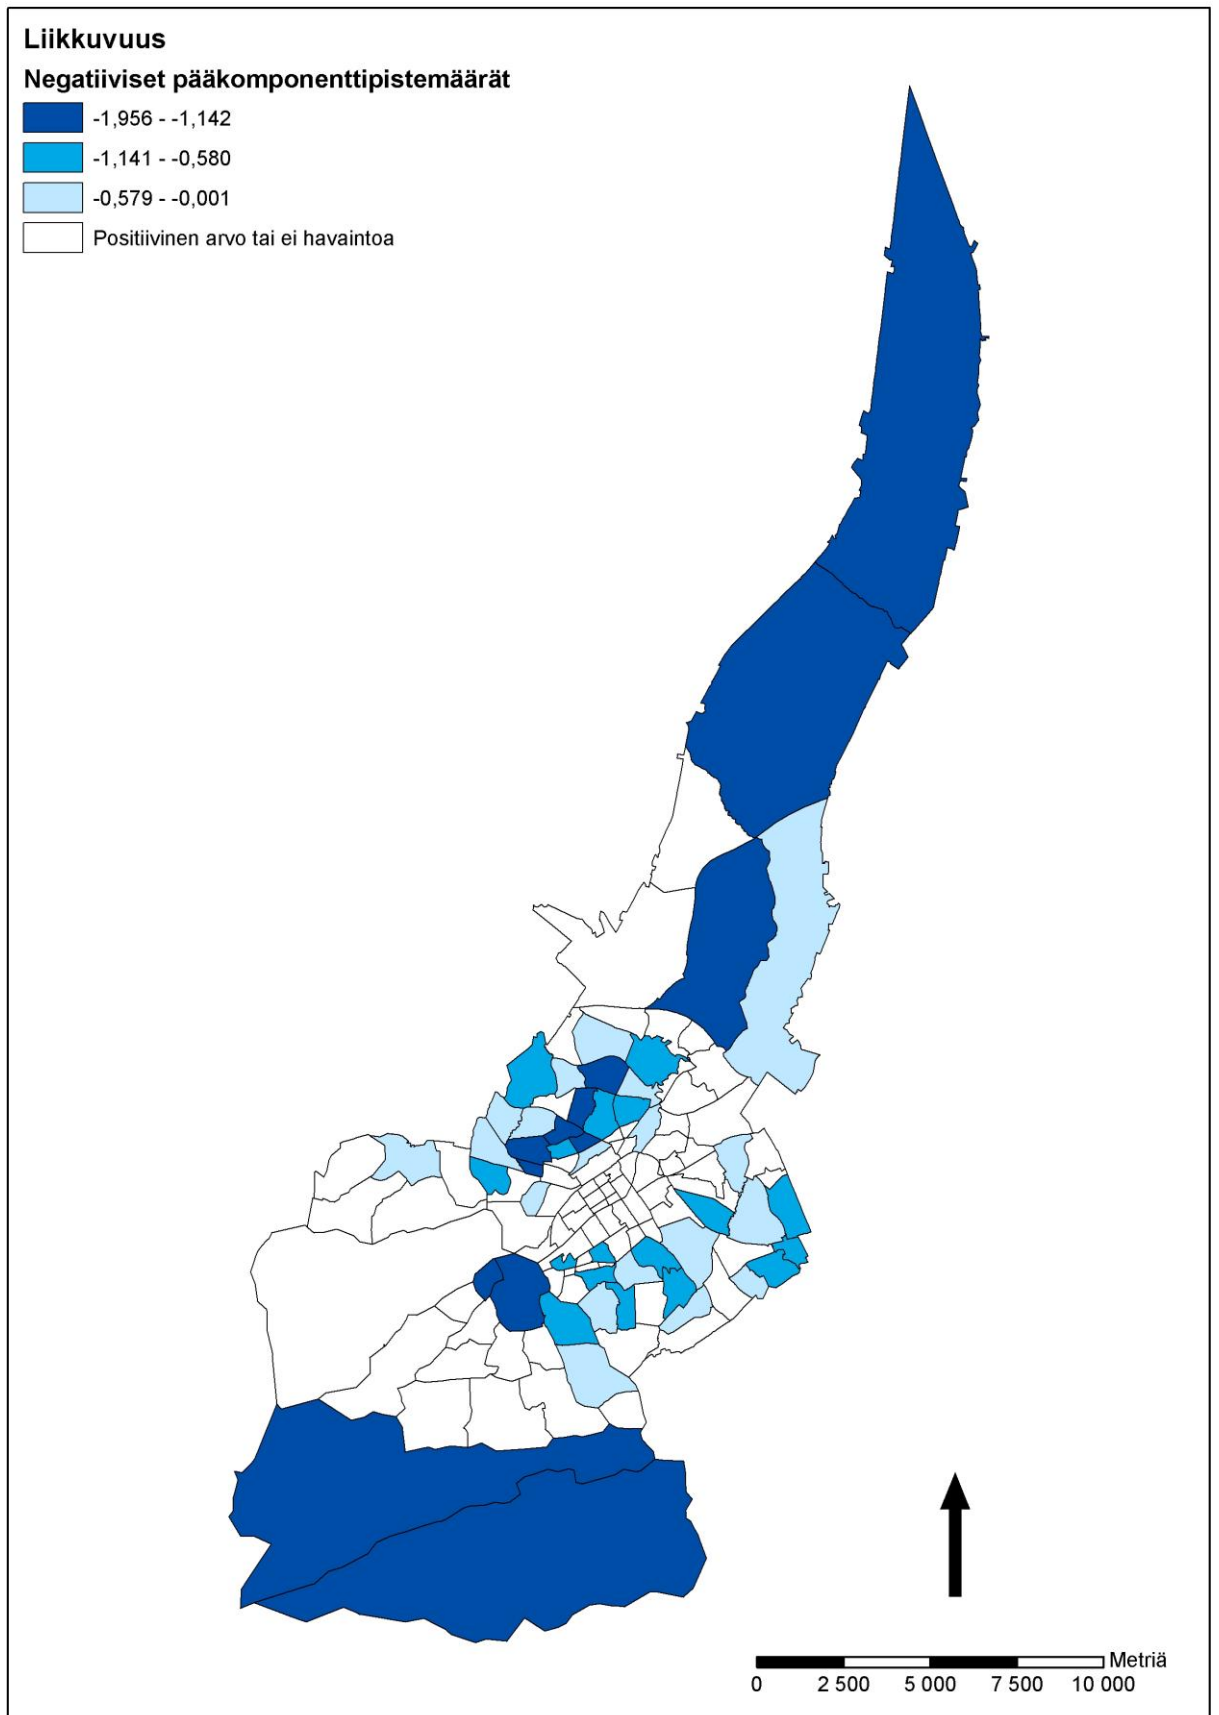 Liikkuvuus
Negatiiviset pääkomponenttipistemäärät
-1,956 - -1,142
-1,141 - -0,580
-0,579 - -0,001
Positiivinen arvo tai ei havaintoa
Metriä
0 2 500 5 000 7 500 10 000